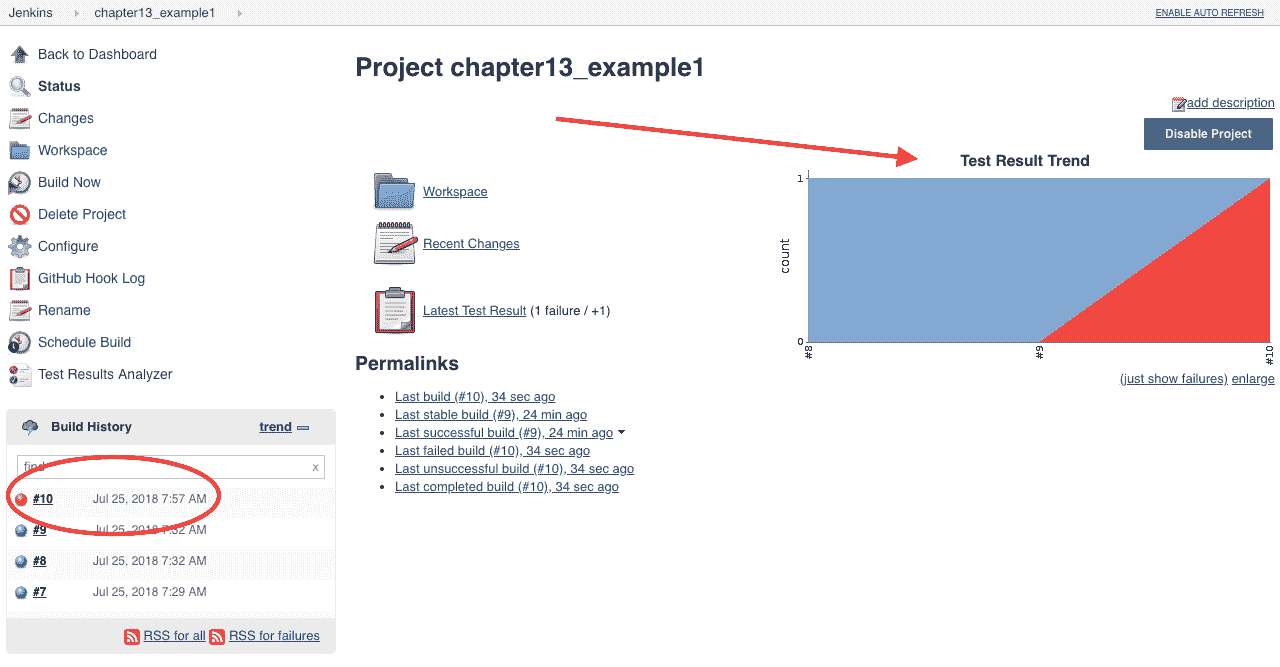 Jenkins chapter13_example1 ENABLE AUTO REFRESH
Back to Dashboard
Status
Changes
Workspace
Build Now
Delete Project
Configure
GitHub Hook Log
Rename
Schedule Build
Test Results Analyzer
Build History trend
find x
#10 Jul 25, 2018 7:57 AM
#9 Jul 25, 2018 7:32 AM
#8 Jul 25, 2018 7:32 AM
#7 Jul 25, 2018 7:29 AM
RSS for all RSS for failures
Project chapter13_example1
add description
Disable Project
Workspace
Recent Changes
Latest Test Result (1 failure / +1)
Test Result Trend
1
count
0
#8 #9 #10
(just show failures) enlarge
Permalinks
Last build (#10), 34 sec ago
Last stable build (#9), 24 min ago
Last successful build (#9), 24 min ago
Last failed build (#10), 34 sec ago
Last unsuccessful build (#10), 34 sec ago
Last completed build (#10), 34 sec ago